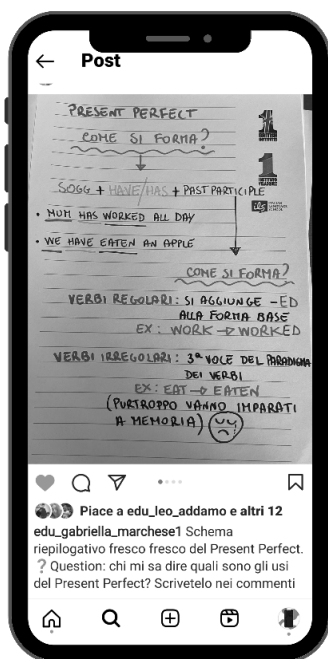 Post
PRESENT PERFECT
COME SI FORMA?
SOGG + HAVE/HAS + PAST PARTICIPLE
• MUM HAS WORKED ALL DAY
• WE HAVE EATEN AN APPLE
COME SI FORMA?
VERBI REGOLARI: SI AGGIUNGE -ED
ALLA FORMA BASE
EX: WORK → WORKED
VERBI IRREGOLARI: 3ª VOCE DEL PARADIGMA
DEI VERBI
EX: EAT → EATEN
(PURTROPPO VANNO IMPARATI
A MEMORIA)
Piace a edu_leo_addamo e altri 12
edu_gabriella_marchese1 Schema
riepilogativo fresco fresco del Present Perfect.
❓Question: chi mi sa dire quali sono gli usi
del Present Perfect? Scrivetelo nei commenti